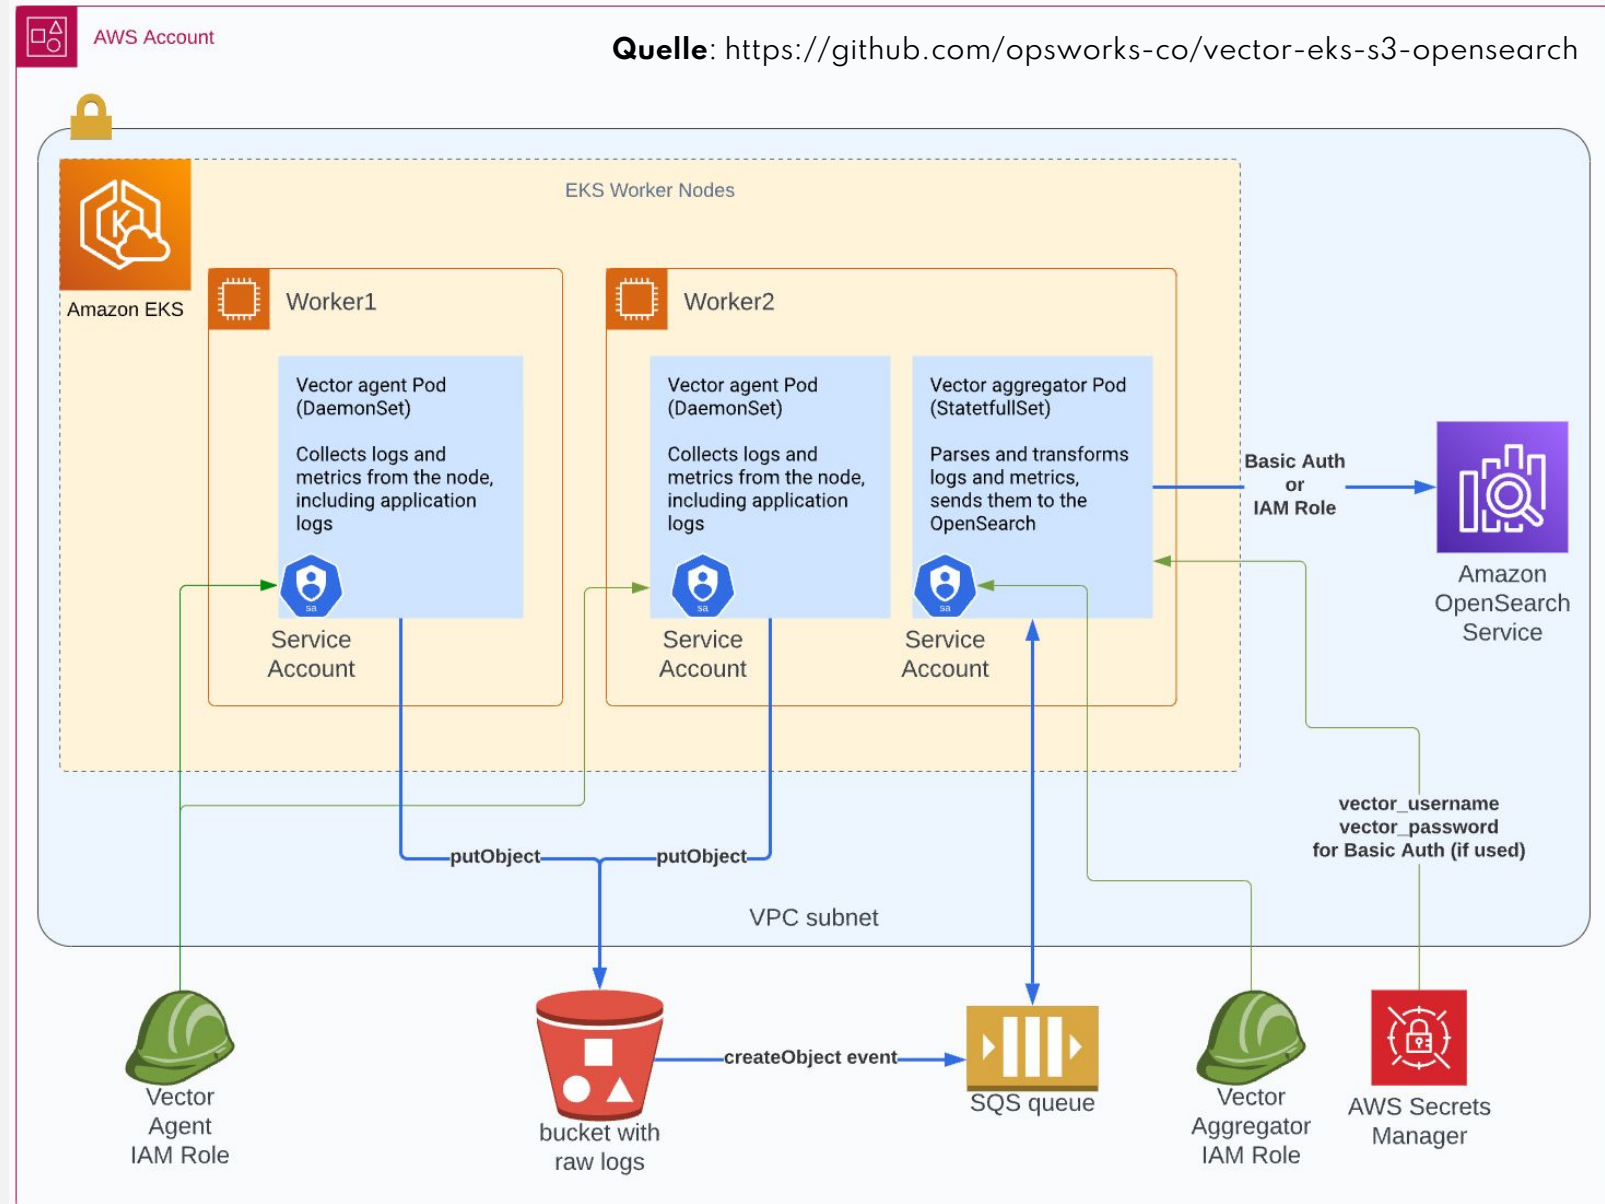 AWS Account
Quelle: https://github.com/opsworks-co/vector-eks-s3-opensearch
EKS Worker Nodes
Amazon EKS
Worker1
Vector agent Pod
(DaemonSet)
Collects logs and
metrics from the node,
including application
logs
sa
Service
Account
Worker2
Vector agent Pod
(DaemonSet)
Collects logs and
metrics from the node,
including application
logs
sa
Service
Account
Vector aggregator Pod
(StatetfullSet)
Parses and transforms
logs and metrics,
sends them to the
OpenSearch
sa
Service
Account
Basic Auth
or
IAM Role
Amazon
OpenSearch
Service
vector_username
vector_password
for Basic Auth (if used)
putObject
putObject
VPC subnet
Vector
Agent
IAM Role
bucket with
raw logs
createObject event
SQS queue
Vector
Aggregator
IAM Role
AWS Secrets
Manager